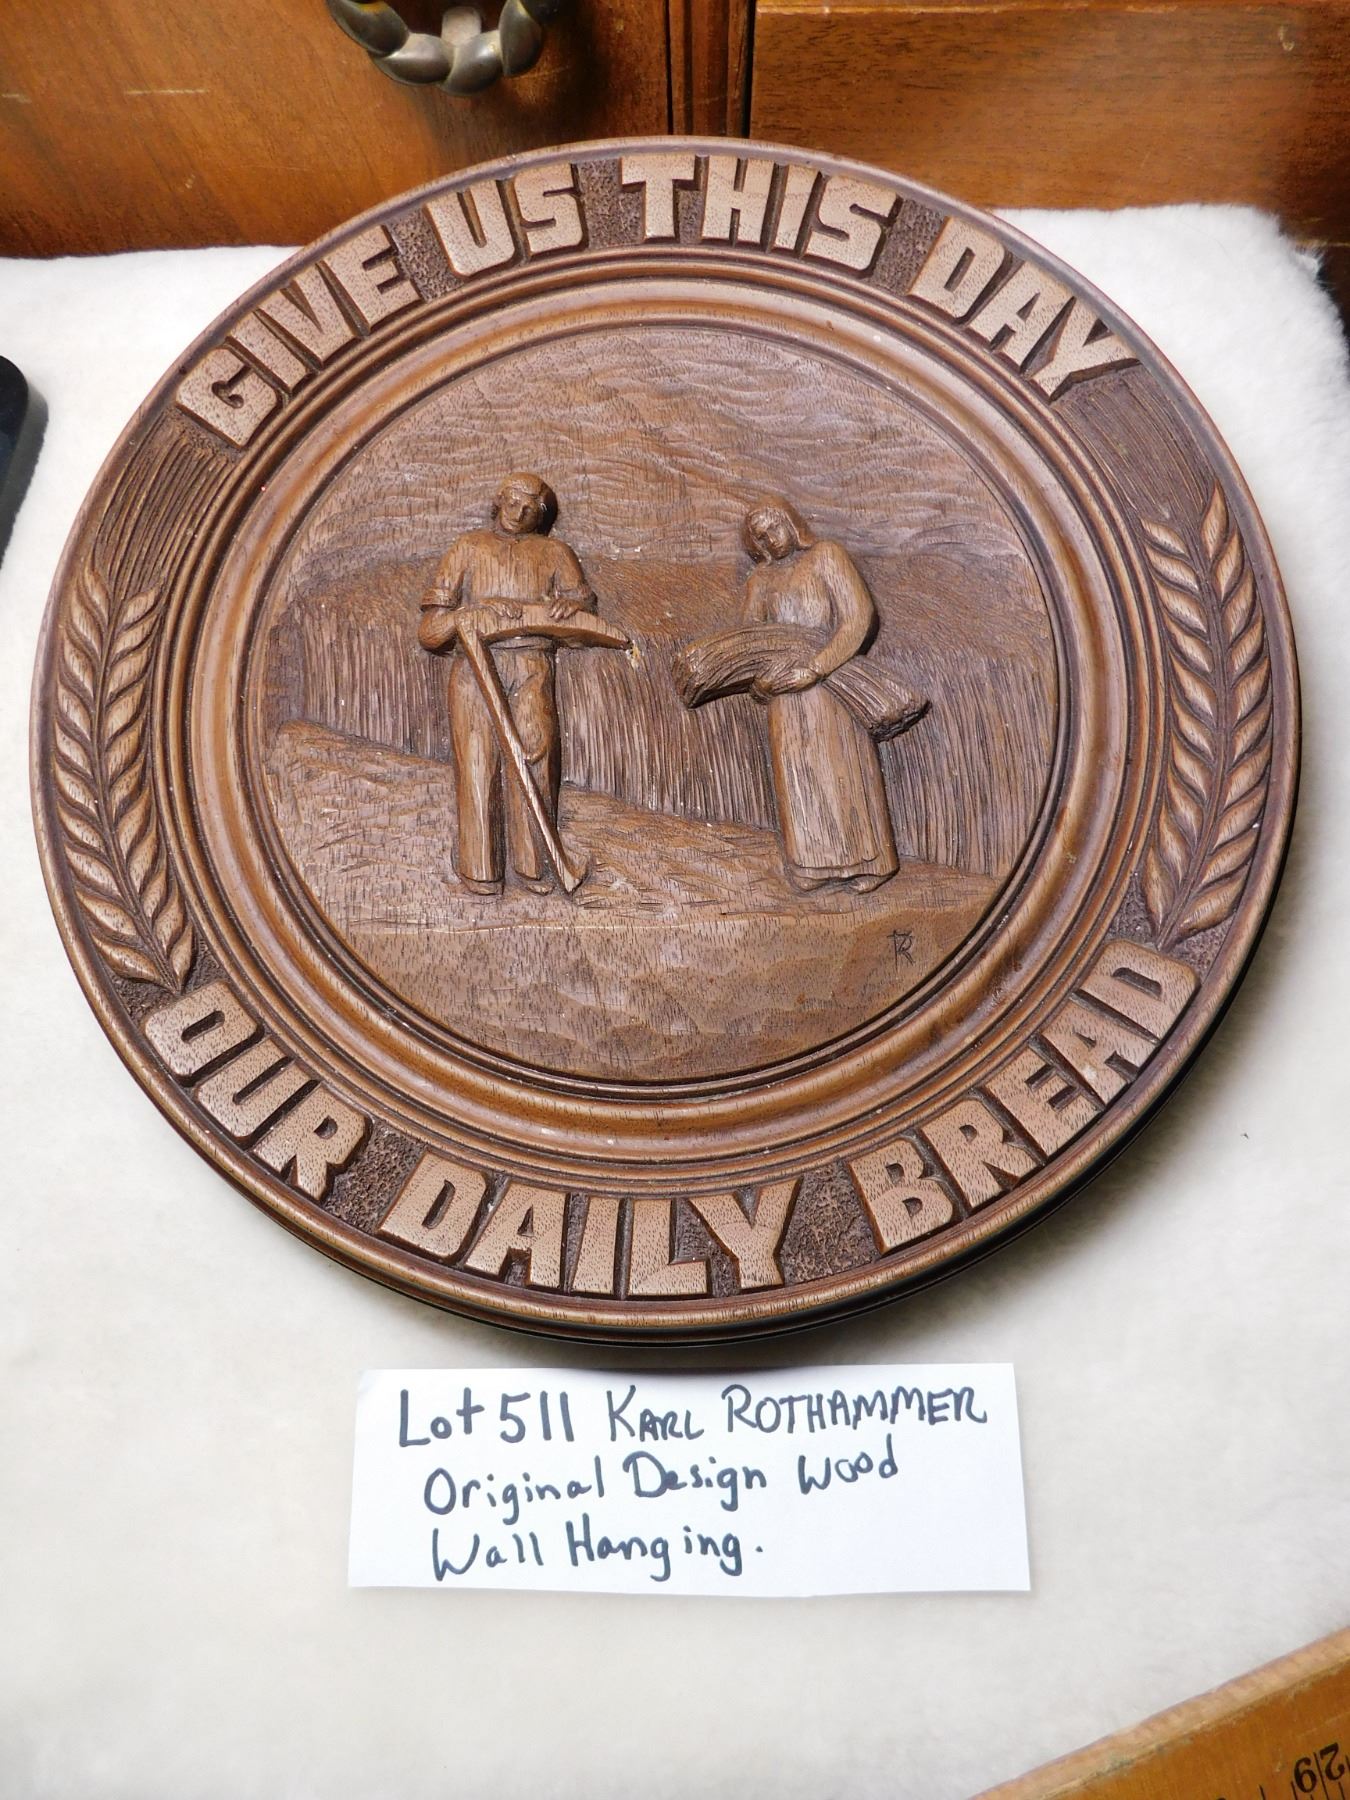 GIVE US THIS DAY
OUR DAILY BREAD
Lot 511 KARL ROTHAMMER
Original Design Wood
Wall Hanging.